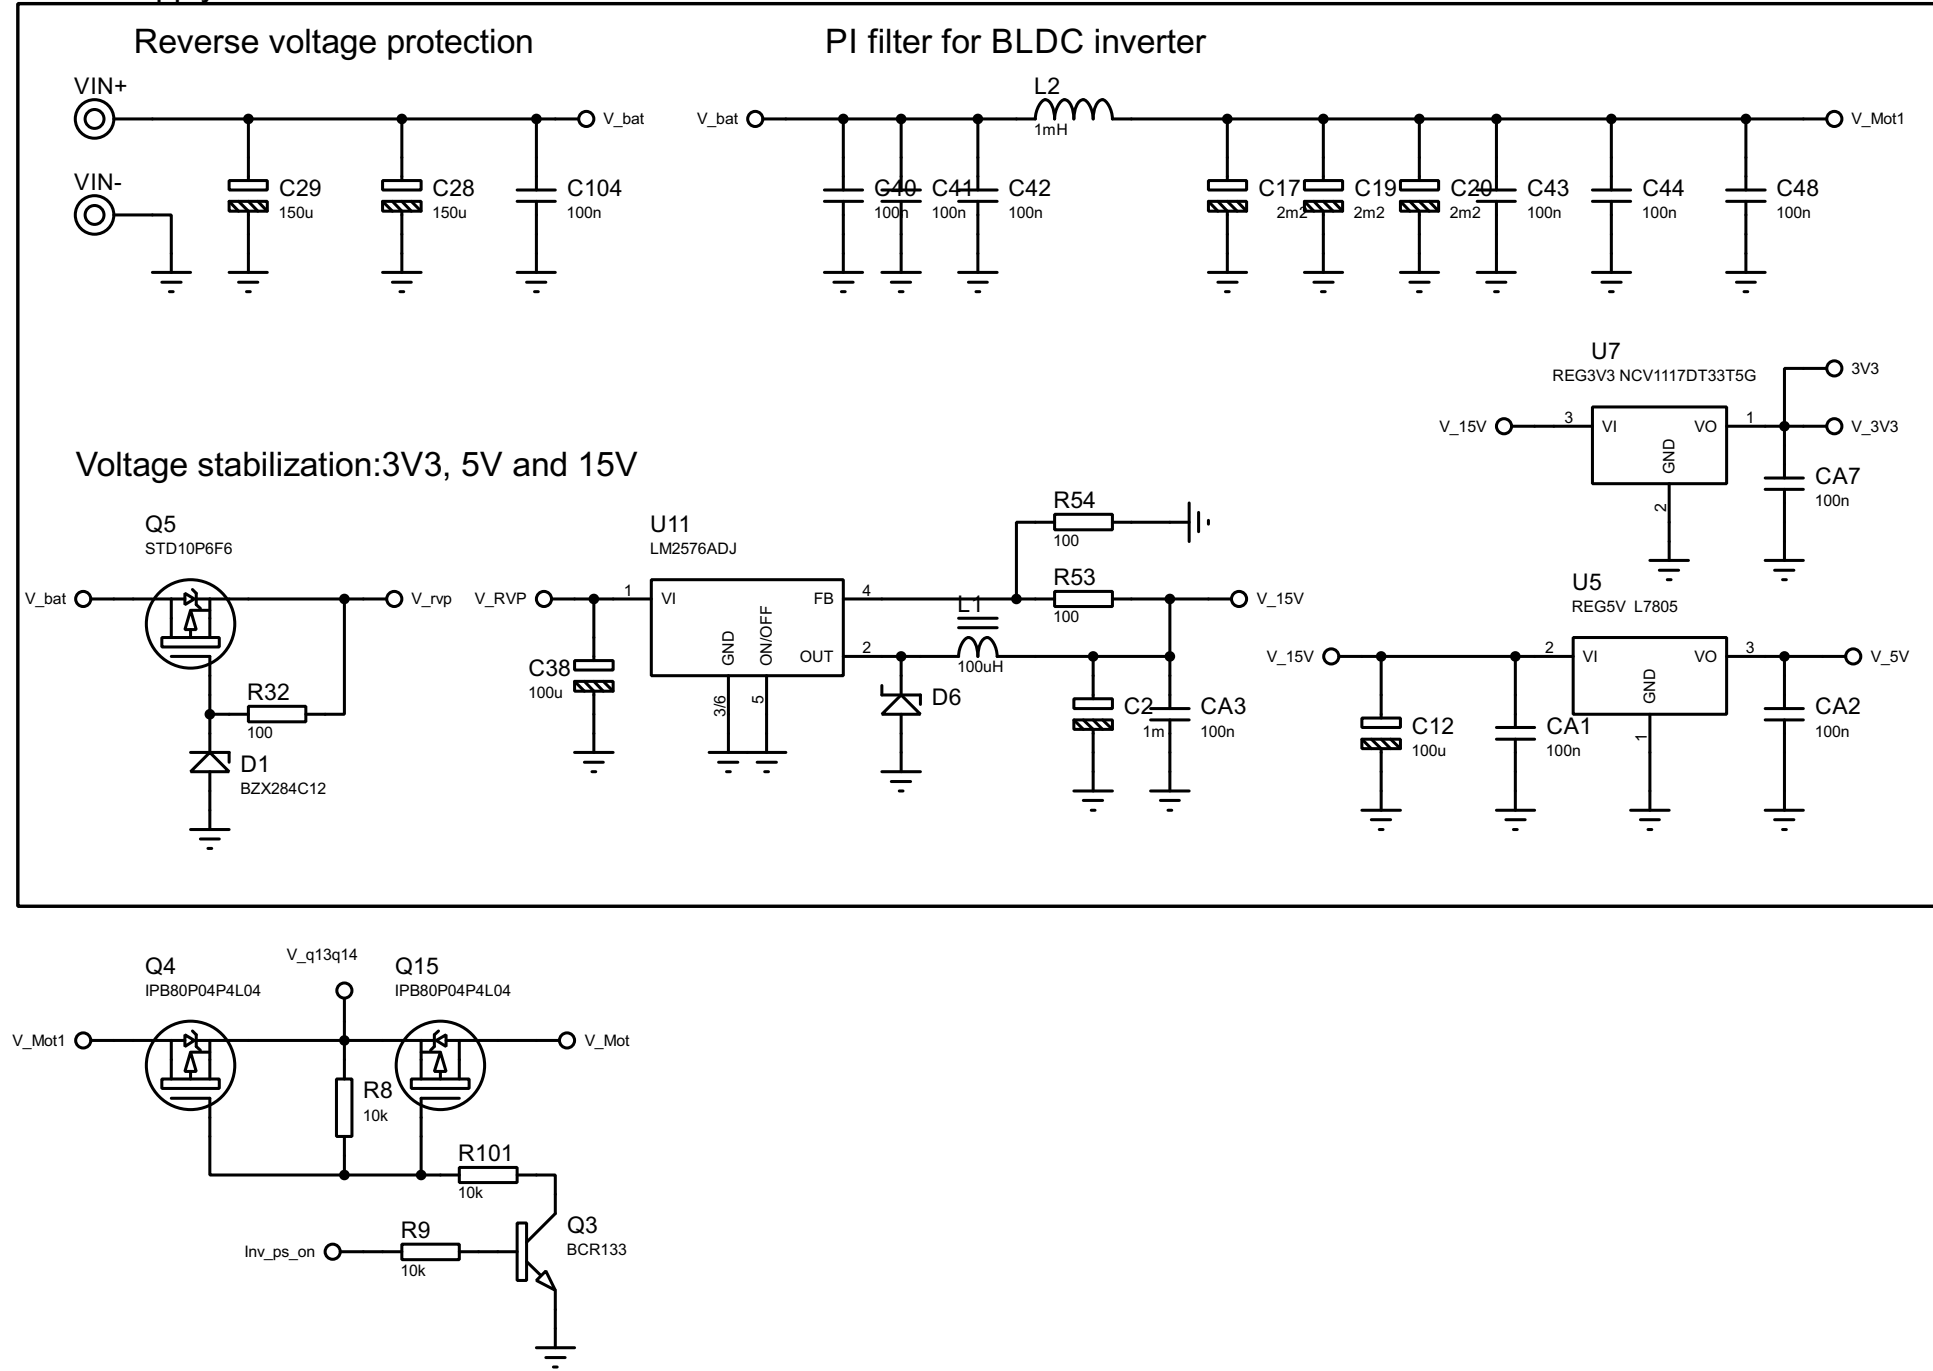 Reverse voltage protection
PI filter for BLDC inverter
VIN+
V_bat
VIN-
C29
150u
C28
150u
C104
100n
V_bat
L2
1mH
V_Mot1
C40
100n
C41
100n
C42
100n
C17
2m2
C19
2m2
C20
2m2
C43
100n
C44
100n
C48
100n
U7
REG3V3 NCV1117DT33T5G
V_15V
3
VI
VO
GND
1
2
3V3
V_3V3
CA7
100n
Voltage stabilization:3V3, 5V and 15V
Q5
STD10P6F6
V_bat
V_rvp
R32
100
D1
BZX284C12
U11
LM2576ADJ
V_RVP
1
VI
FB
4
GND
ON/OFF
OUT
2
3/6
5
C38
100u
R54
100
R53
100
L1
100uH
V_15V
D6
C2
1m
CA3
100n
U5
REG5V L7805
V_15V
2
VI
VO
3
GND
1
V_5V
C12
100u
CA1
100n
CA2
100n
V_q13q14
Q4
IPB80P04P4L04
Q15
IPB80P04P4L04
V_Mot1
V_Mot
R8
10k
R101
10k
R9
10k
Inv_ps_on
Q3
BCR133